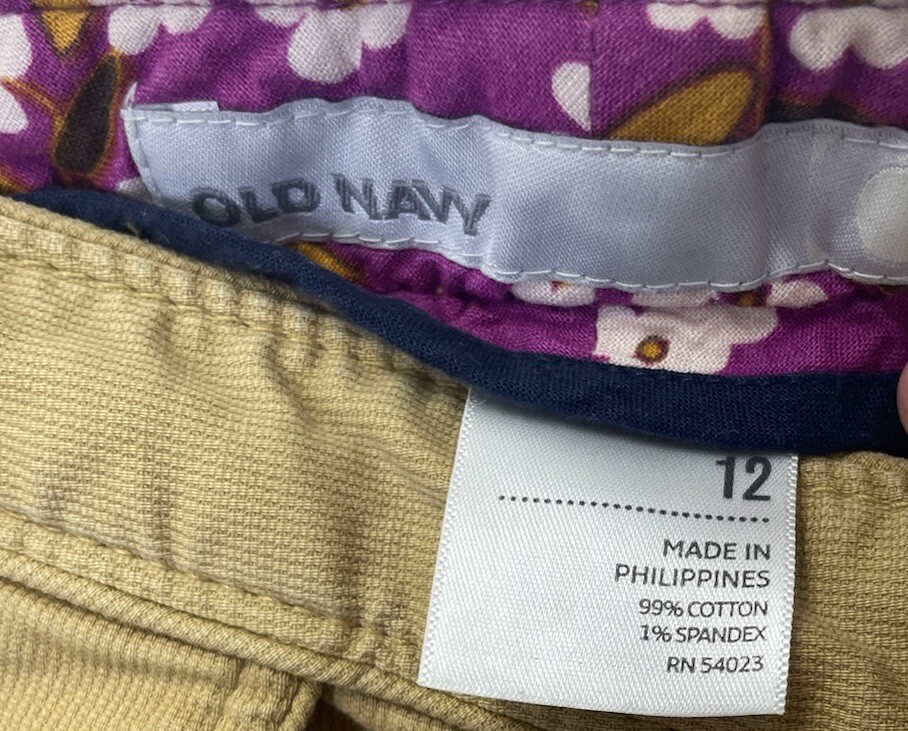 OLD NAVY
12
MADE IN
PHILIPPINES
99% COTTON
1% SPANDEX
RN 54023